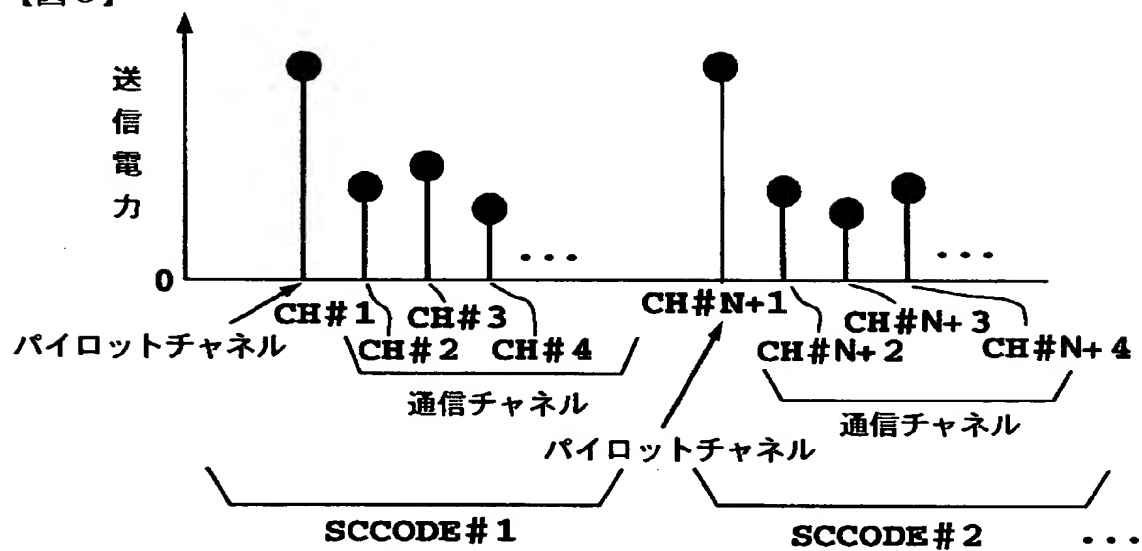 送信電力
0
...
...
CH#1
CH#3
CH#2
CH#4
CH#N+1
CH#N+3
CH#N+2
CH#N+4
パイロットチャネル
通信チャネル
通信チャネル
パイロットチャネル
SCCODE#1
SCCODE#2
...